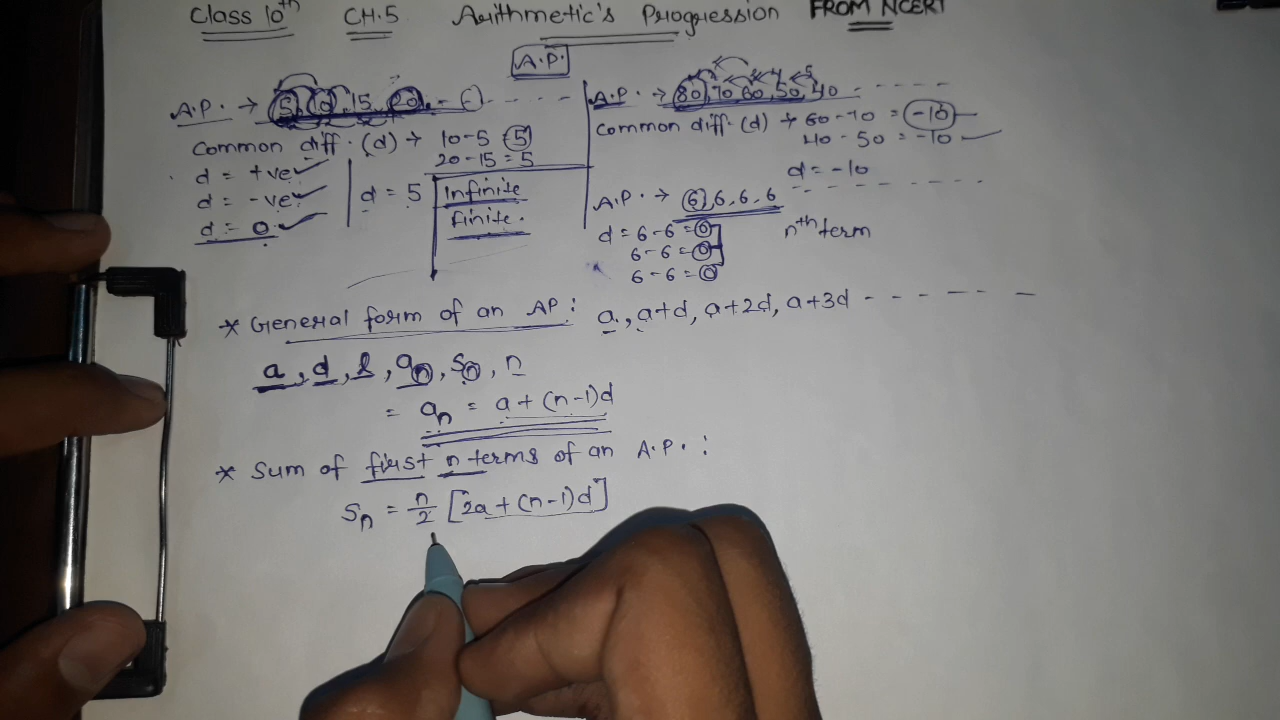 Class 10th CH.5 Arithmetic's Progression FROM NCERT
A.P.
A.P. → 5, 10, 15, 20, - - - - - -
Common diff. (d) → 10-5 = 5
20-15 = 5
d = +ve ✓
d = -ve ✓
d = 0 ✓
d = 5
Infinite
finite.
A.P. → 80, 70, 60, 50, 40 - - - - - -
Common diff. (d) → 60-70 = -10
40-50 = -10
d = -10
A.P. → 6, 6, 6, 6 - - - - - -
d = 6-6 = 0
6-6 = 0
6-6 = 0
nth term
* General form of an AP: a, a+d, a+2d, a+3d - - - - - -
a, d, l, an, Sn, n
= an = a + (n-1)d
* Sum of first n terms of an A.P. :
Sn = n/2 [2a + (n-1)d]